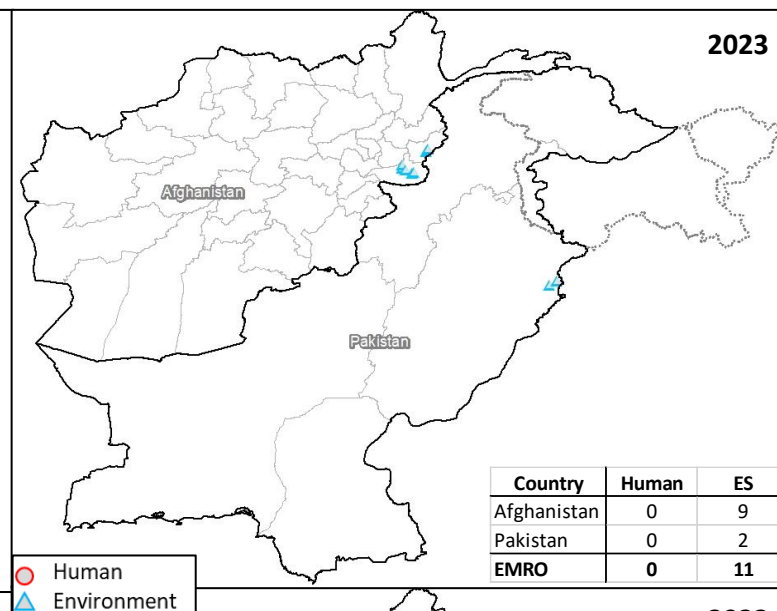 2023
Afghanistan
Pakistan
Country Human ES
Afghanistan 0 9
Pakistan 0 2
EMRO 0 11
Human
Environment